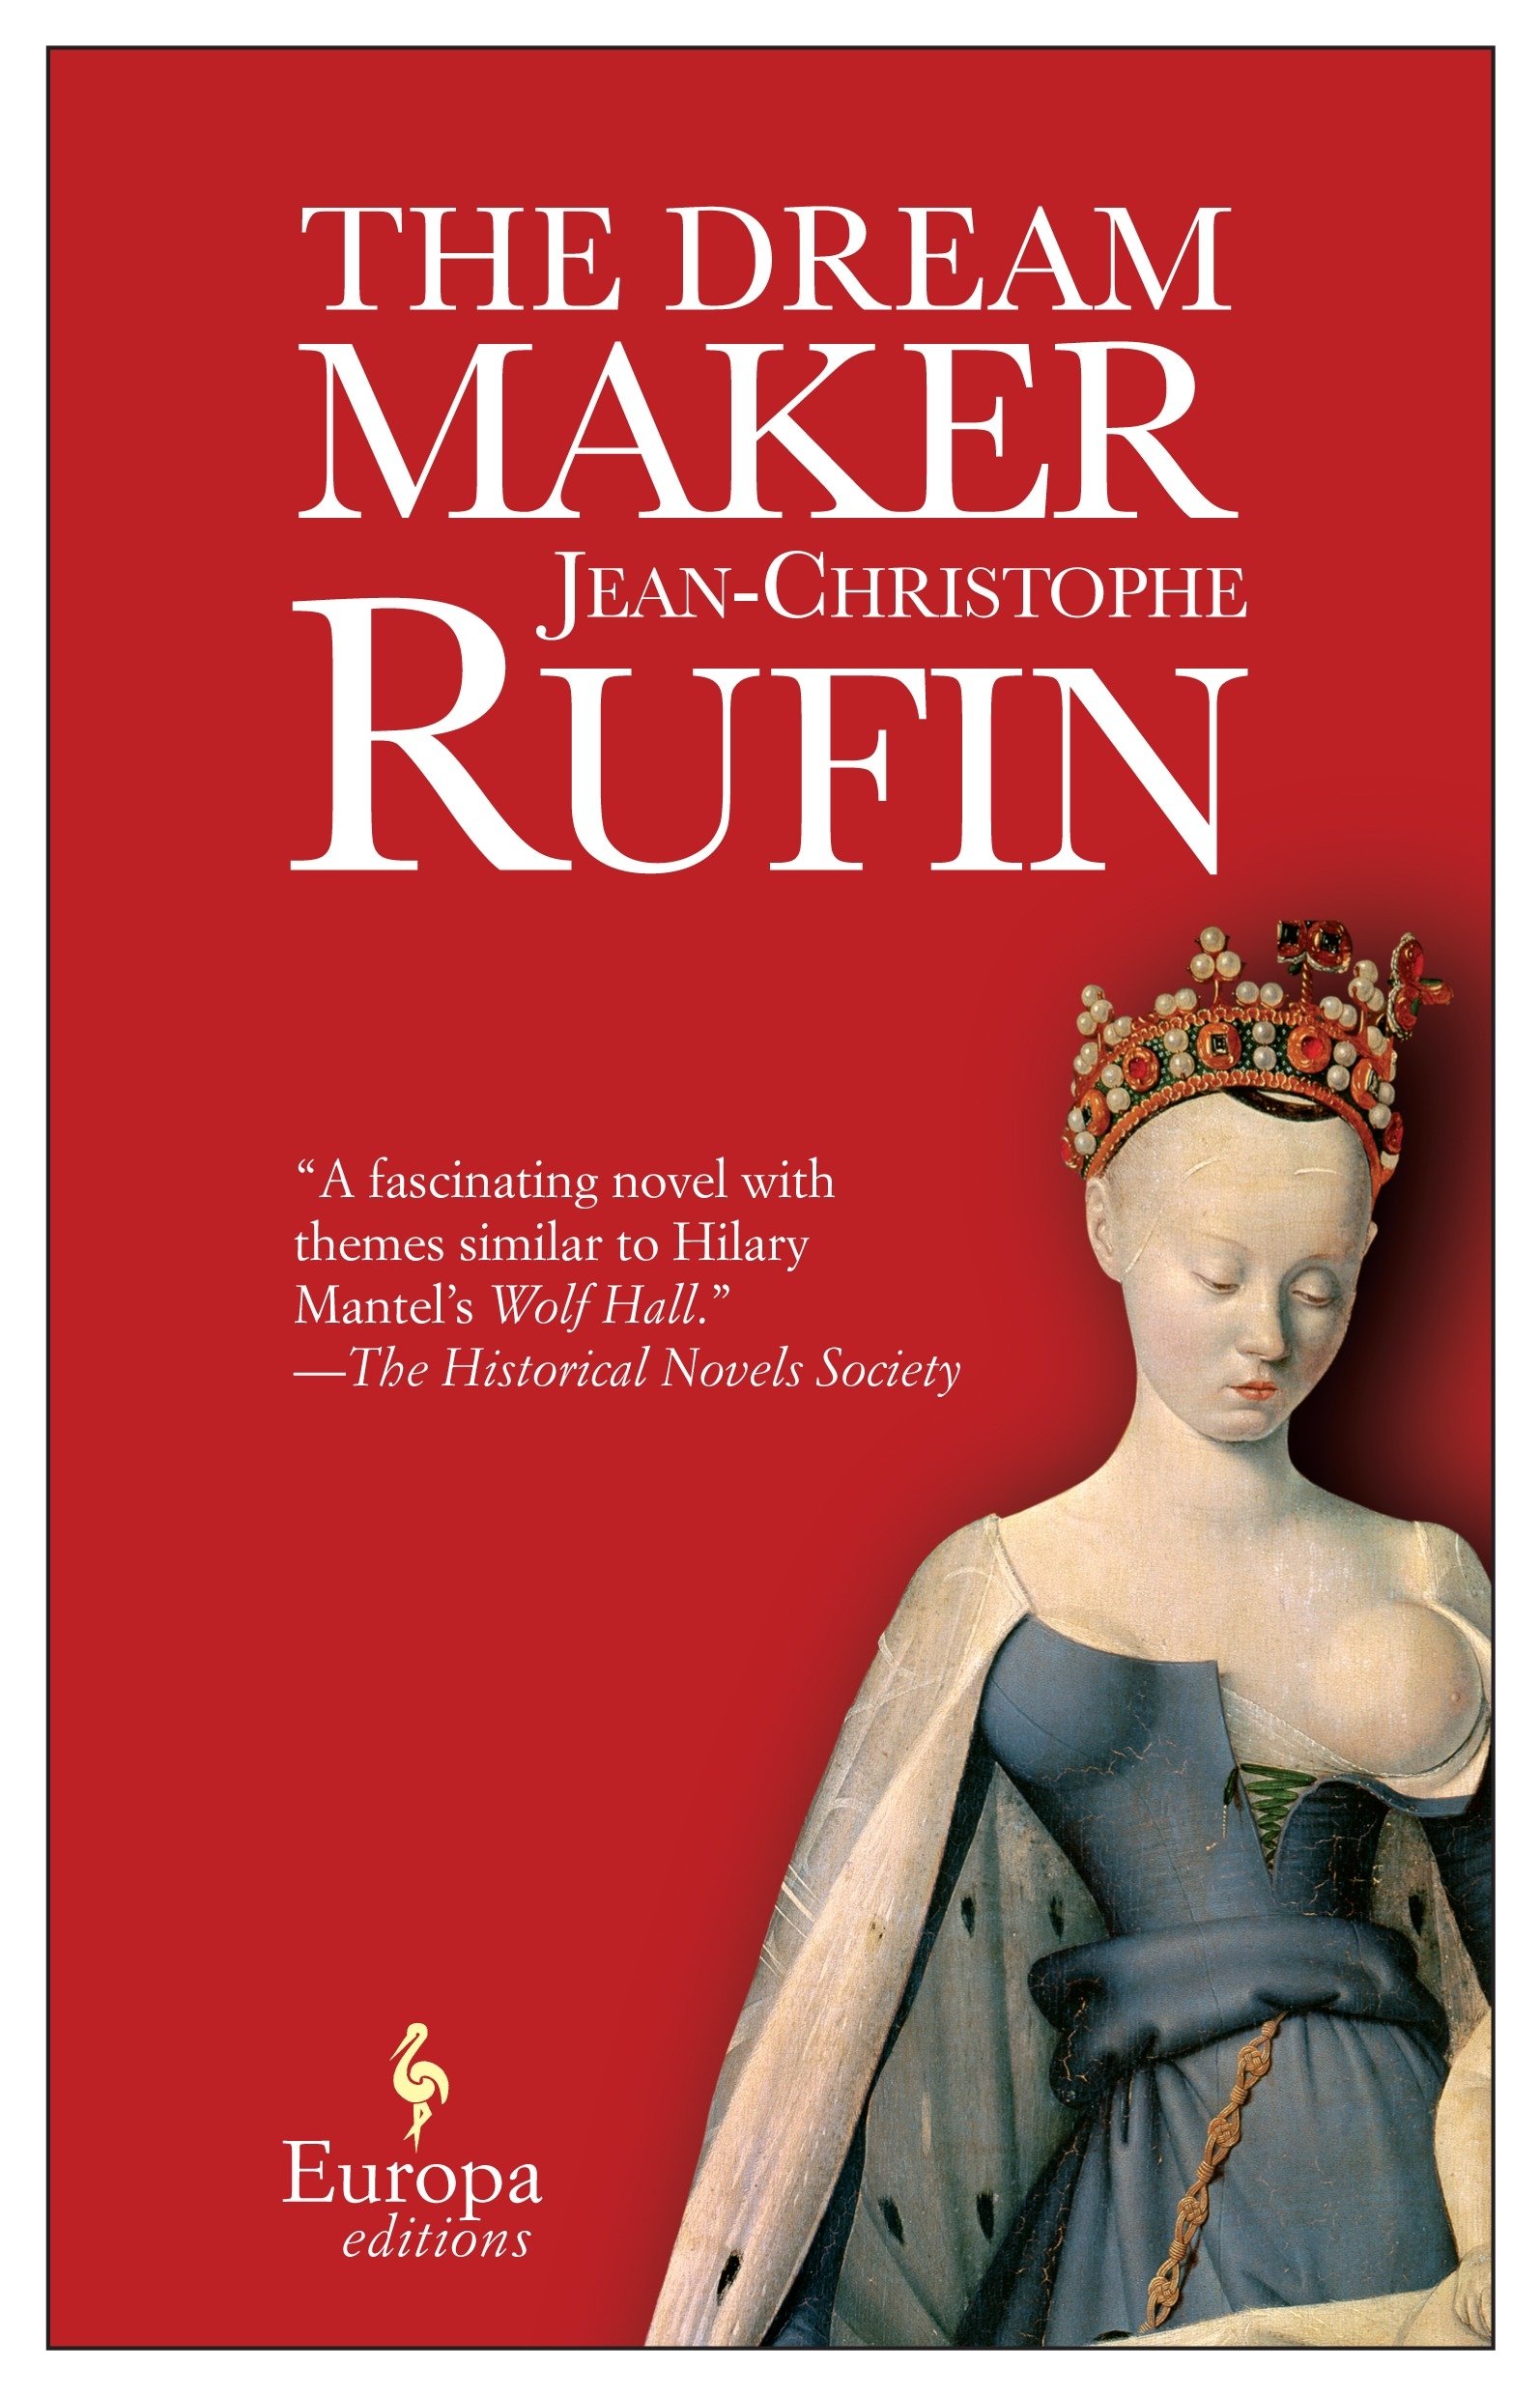 THE DREAM
MAKER
JEAN-CHRISTOPHE
RUFIN
“A fascinating novel with
themes similar to Hilary
Mantel’s Wolf Hall.”
—The Historical Novels Society
Europa
editions